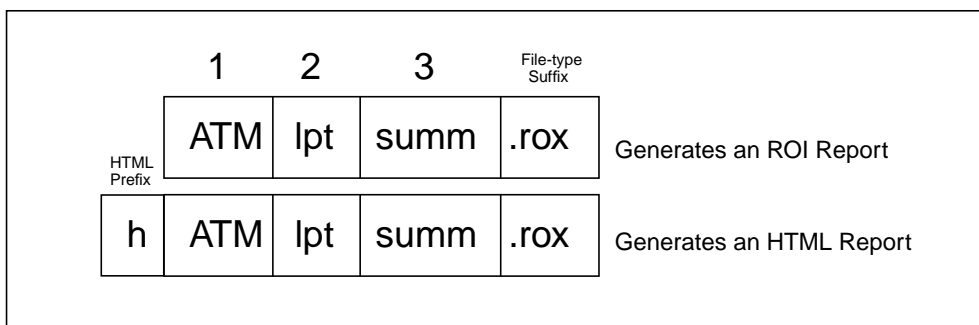 1 2 3 File-type Suffix
ATM lpt summ .rox Generates an ROI Report
HTML Prefix
h ATM lpt summ .rox Generates an HTML Report